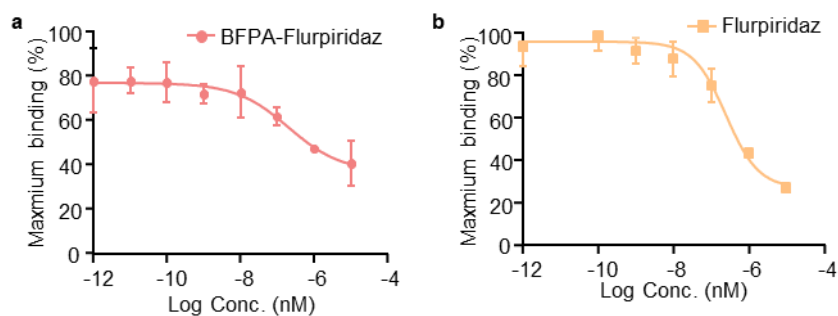 a
BFPA-Flurpiridaz
Maxmium binding (%)
100
80
60
40
20
0
-12
-10
-8
-6
-4
Log Conc. (nM)
b
Flurpiridaz
Maxmium binding (%)
100
80
60
40
20
0
-12
-10
-8
-6
-4
Log Conc. (nM)